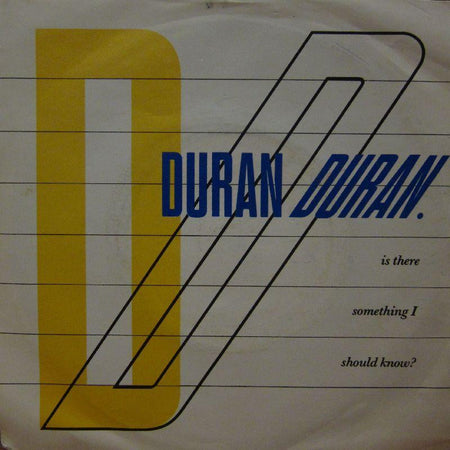 D D
DURAN DURAN.
is there
something I
should know?